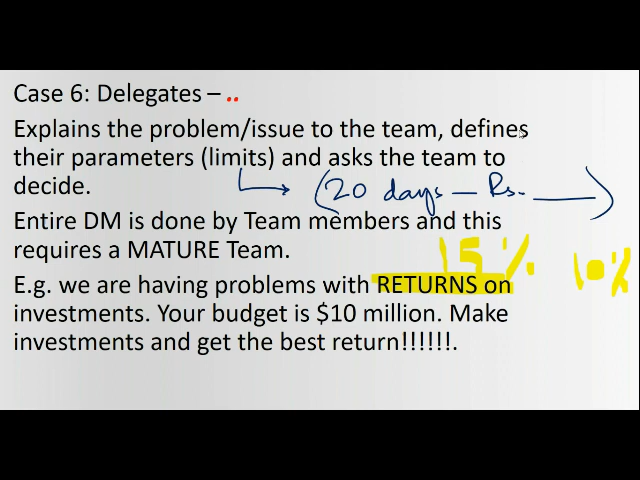 Case 6: Delegates – ..
Explains the problem/issue to the team, defines
their parameters (limits) and asks the team to
decide.
(20 days — Rs. ____)
Entire DM is done by Team members and this
requires a MATURE Team.
15% 10%
E.g. we are having problems with RETURNS on
investments. Your budget is $10 million. Make
investments and get the best return!!!!!!.